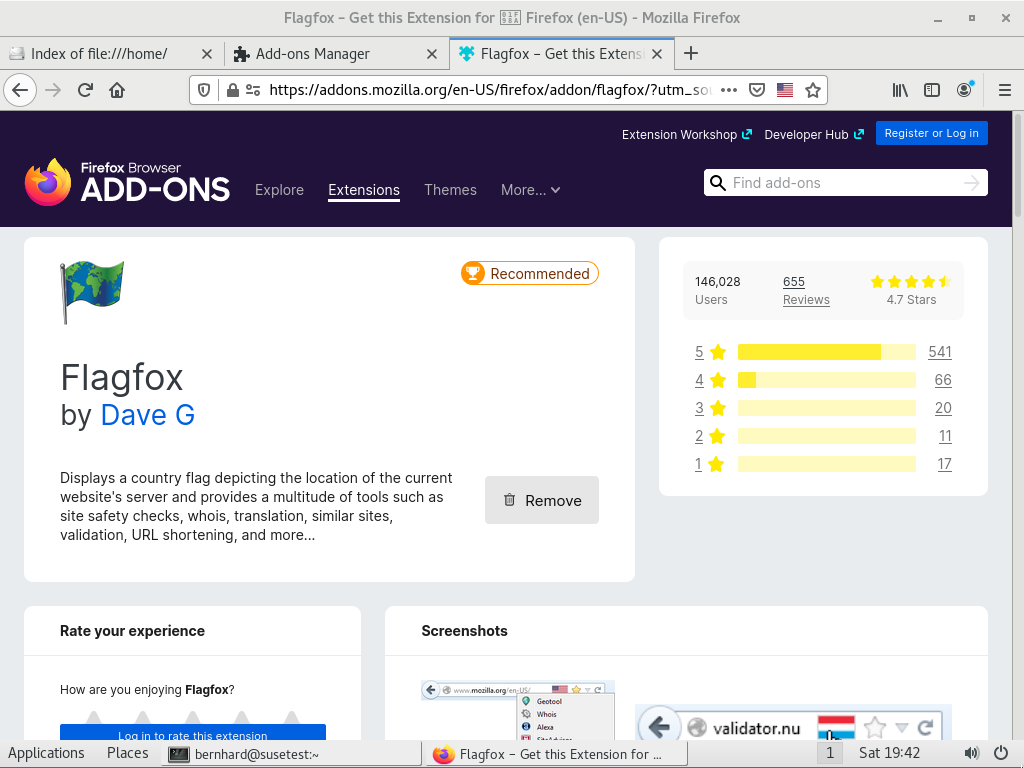 Flagfox – Get this Extension for 01F 98A Firefox (en-US) - Mozilla Firefox
Index of file:///home/
Add-ons Manager
Flagfox – Get this Extens
https://addons.mozilla.org/en-US/firefox/addon/flagfox/?utm_sou
Extension Workshop
Developer Hub
Register or Log in
Firefox Browser
ADD-ONS
Explore
Extensions
Themes
More...
Find add-ons
Recommended
Flagfox
by Dave G
Displays a country flag depicting the location of the current
website's server and provides a multitude of tools such as
site safety checks, whois, translation, similar sites,
validation, URL shortening, and more...
Remove
146,028
Users
655
Reviews
4.7 Stars
5 541
4 66
3 20
2 11
1 17
Rate your experience
How are you enjoying Flagfox?
Log in to rate this extension
Screenshots
www.mozilla.org/en-US/
Geotool
Whois
Alexa
SiteAdvisor
validator.nu
Applications
Places
bernhard@susetest:~
Flagfox – Get this Extension for ...
1
Sat 19:42